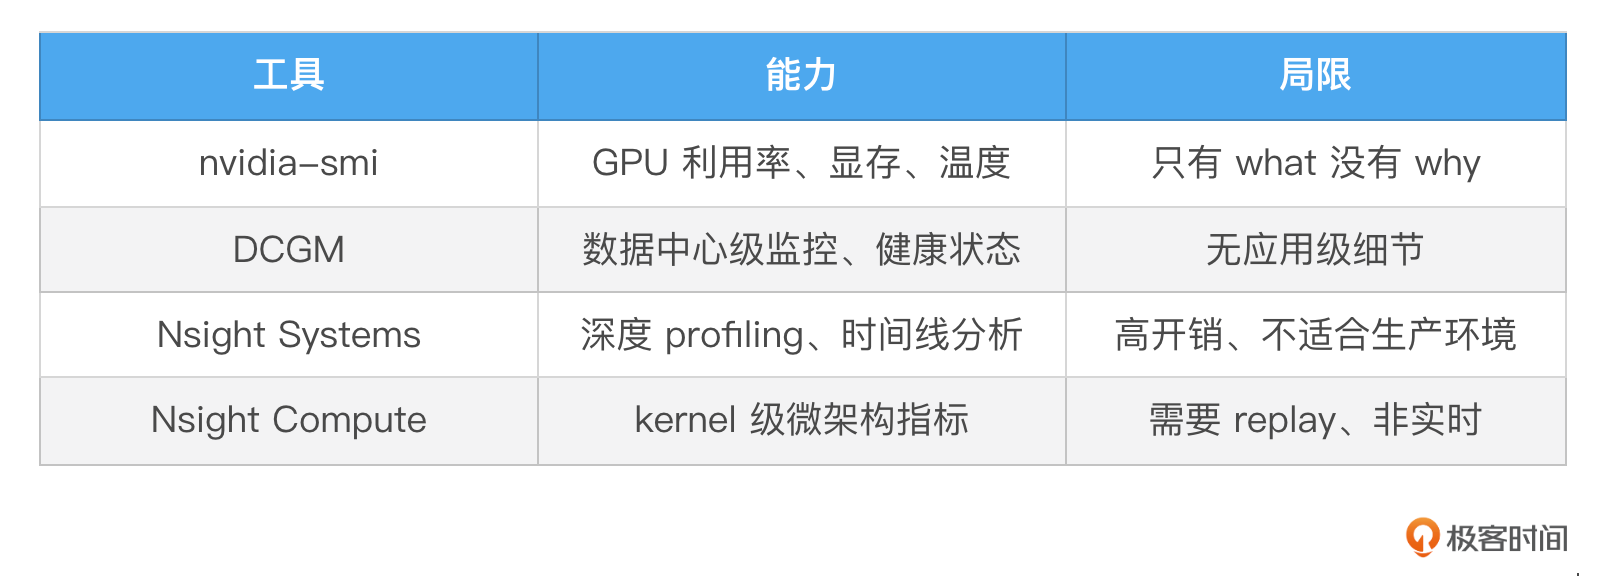 工具 能力 局限
nvidia-smi GPU 利用率、显存、温度 只有 what 没有 why
DCGM 数据中心级监控、健康状态 无应用级细节
Nsight Systems 深度 profiling、时间线分析 高开销、不适合生产环境
Nsight Compute kernel 级微架构指标 需要 replay、非实时
极客时间